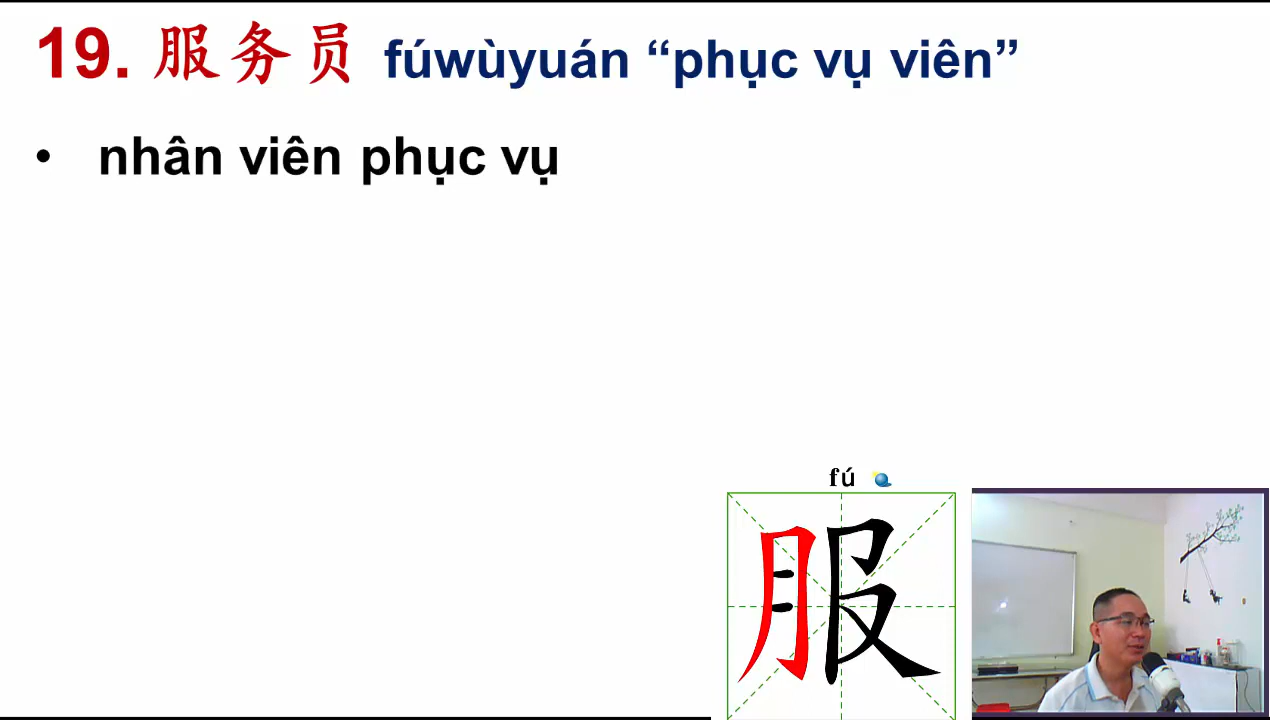 19. 服务员 fúwùyuán “phục vụ viên”
• nhân viên phục vụ
fú
服